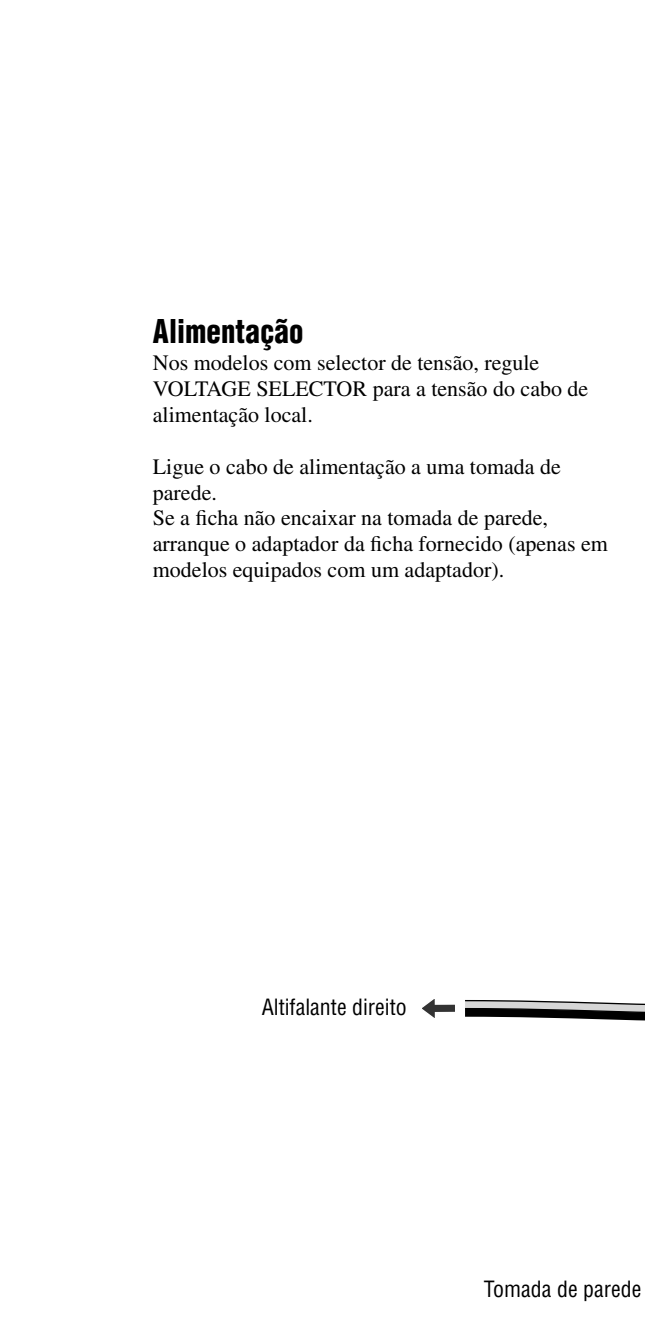 Alimentação
Nos modelos com selector de tensão, regule
VOLTAGE SELECTOR para a tensão do cabo de
alimentação local.
Ligue o cabo de alimentação a uma tomada de
parede.
Se a ficha não encaixar na tomada de parede,
arranque o adaptador da ficha fornecido (apenas em
modelos equipados com um adaptador).
Altifalante direito
Tomada de parede